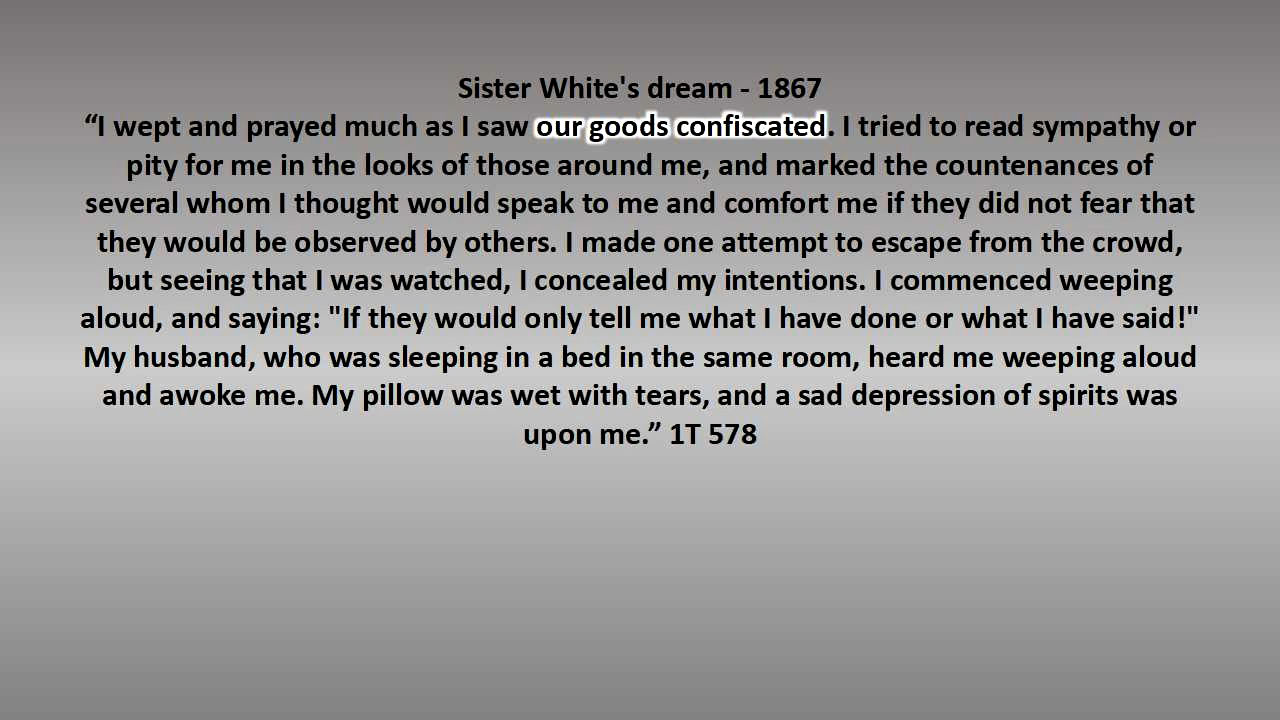 Sister White's dream - 1867
“I wept and prayed much as I saw our goods confiscated. I tried to read sympathy or
pity for me in the looks of those around me, and marked the countenances of
several whom I thought would speak to me and comfort me if they did not fear that
they would be observed by others. I made one attempt to escape from the crowd,
but seeing that I was watched, I concealed my intentions. I commenced weeping
aloud, and saying: "If they would only tell me what I have done or what I have said!"
My husband, who was sleeping in a bed in the same room, heard me weeping aloud
and awoke me. My pillow was wet with tears, and a sad depression of spirits was
upon me.” 1T 578